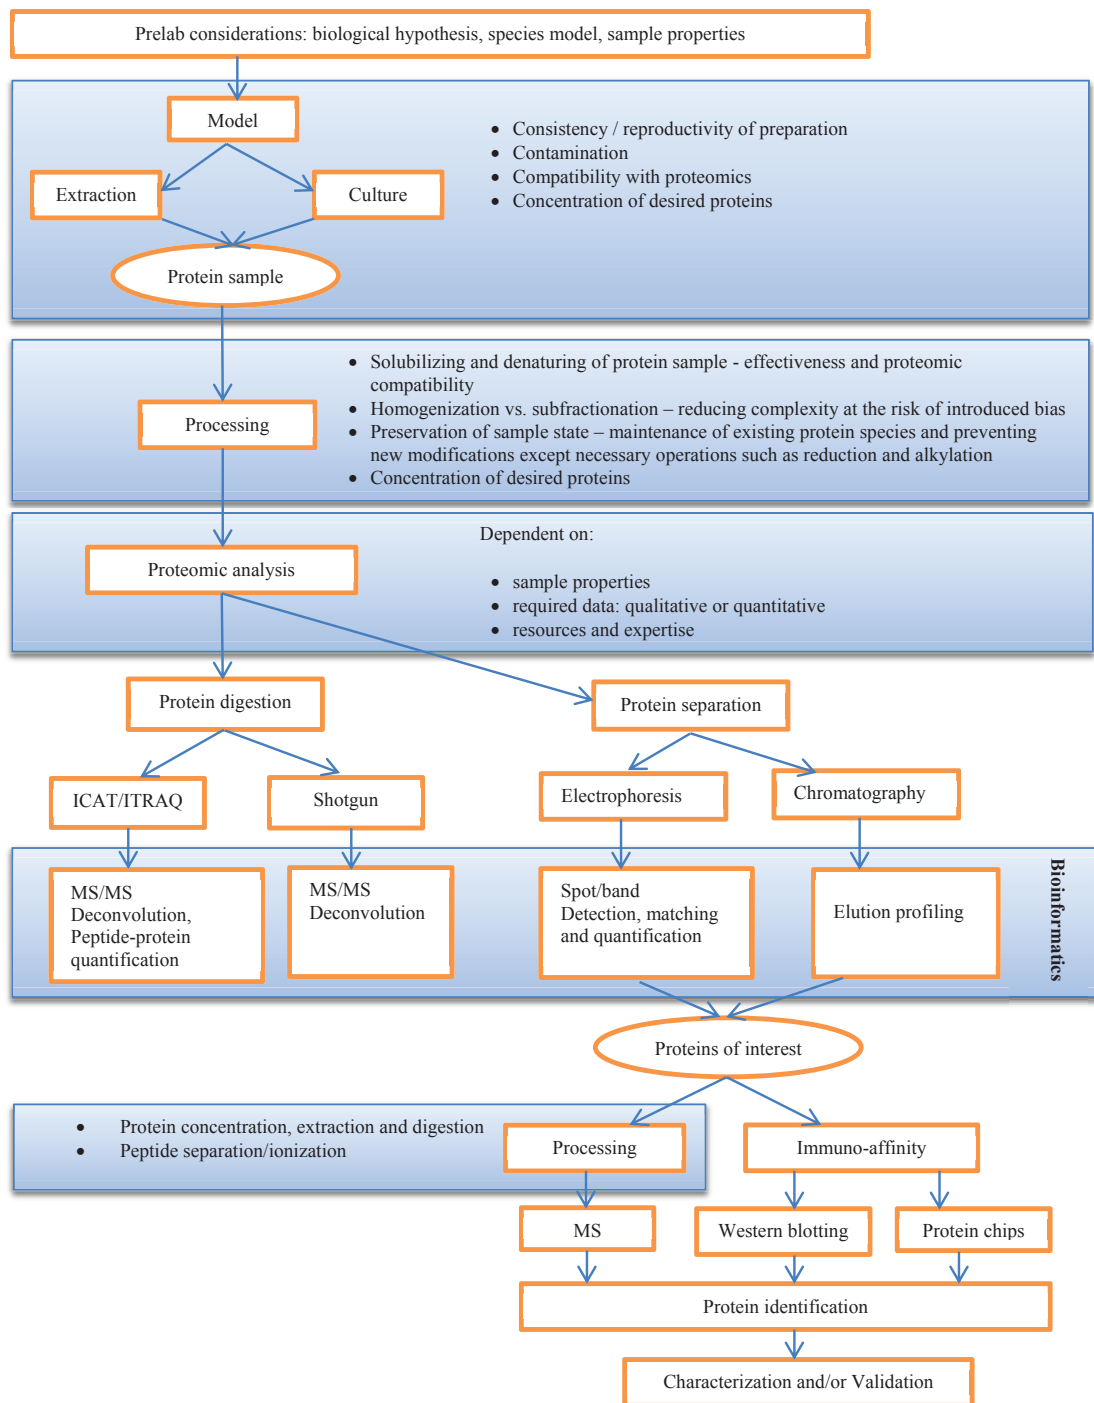 Prelab considerations: biological hypothesis, species model, sample properties
Model
Extraction
Culture
Protein sample
• Consistency / reproductivity of preparation
• Contamination
• Compatibility with proteomics
• Concentration of desired proteins
Processing
• Solubilizing and denaturing of protein sample - effectiveness and proteomic
compatibility
• Homogenization vs. subfractionation – reducing complexity at the risk of introduced bias
• Preservation of sample state – maintenance of existing protein species and preventing
new modifications except necessary operations such as reduction and alkylation
• Concentration of desired proteins
Proteomic analysis
Dependent on:
• sample properties
• required data: qualitative or quantitative
• resources and expertise
Protein digestion
Protein separation
ICAT/ITRAQ
Shotgun
Electrophoresis
Chromatography
MS/MS
Deconvolution,
Peptide-protein
quantification
MS/MS
Deconvolution
Spot/band
Detection, matching
and quantification
Elution profiling
Bioinformatics
Proteins of interest
• Protein concentration, extraction and digestion
• Peptide separation/ionization
Processing
Immuno-affinity
MS
Western blotting
Protein chips
Protein identification
Characterization and/or Validation